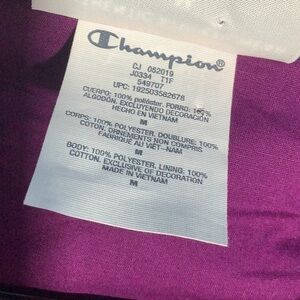 Champion
CJ 052019
J0334 T1F
549707
UPC: 192503582678
CUERPO: 100% poliéster. FORRO: 100%
ALGODÓN. EXCLUYENDO DECORACIÓN
HECHO EN VIETNAM
M
CORPS: 100% POLYESTER. DOUBLURE: 100%
COTON. ORNEMENTS NON COMPRIS
FABRIQUÉ AU VIÊT-NAM
M
BODY: 100% POLYESTER. LINING: 100%
COTTON. EXCLUSIVE OF DECORATION
MADE IN VIETNAM
M